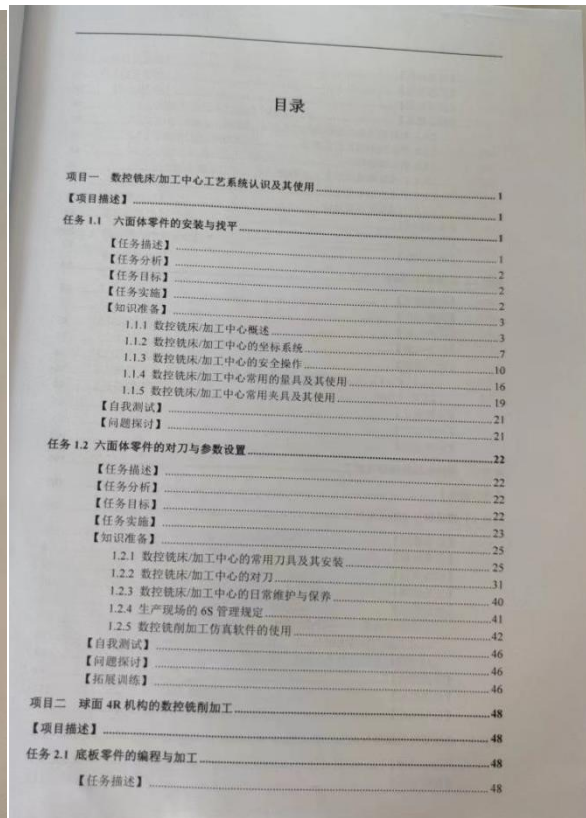 目录
项目一 数控铣床/加工中心工艺系统认识及其使用 1
【项目描述】 1
任务 1.1 六面体零件的安装与找平 1
【任务描述】 1
【任务分析】 2
【任务目标】 2
【任务实施】 2
【知识准备】 3
1.1.1 数控铣床/加工中心概述 3
1.1.2 数控铣床/加工中心的坐标系统 7
1.1.3 数控铣床/加工中心的安全操作 10
1.1.4 数控铣床/加工中心常用的量具及其使用 16
1.1.5 数控铣床/加工中心常用夹具及其使用 19
【自我测试】 21
【问题探讨】 21
任务 1.2 六面体零件的对刀与参数设置 22
【任务描述】 22
【任务分析】 22
【任务目标】 22
【任务实施】 23
【知识准备】 25
1.2.1 数控铣床/加工中心的常用刀具及其安装 25
1.2.2 数控铣床/加工中心的对刀 31
1.2.3 数控铣床/加工中心的日常维护与保养 40
1.2.4 生产现场的 6S 管理规定 41
1.2.5 数控铣削加工仿真软件的使用 42
【自我测试】 46
【问题探讨】 46
【拓展训练】 46
项目二 球面 4R 机构的数控铣削加工 48
【项目描述】 48
任务 2.1 底板零件的编程与加工 48
【任务描述】 48